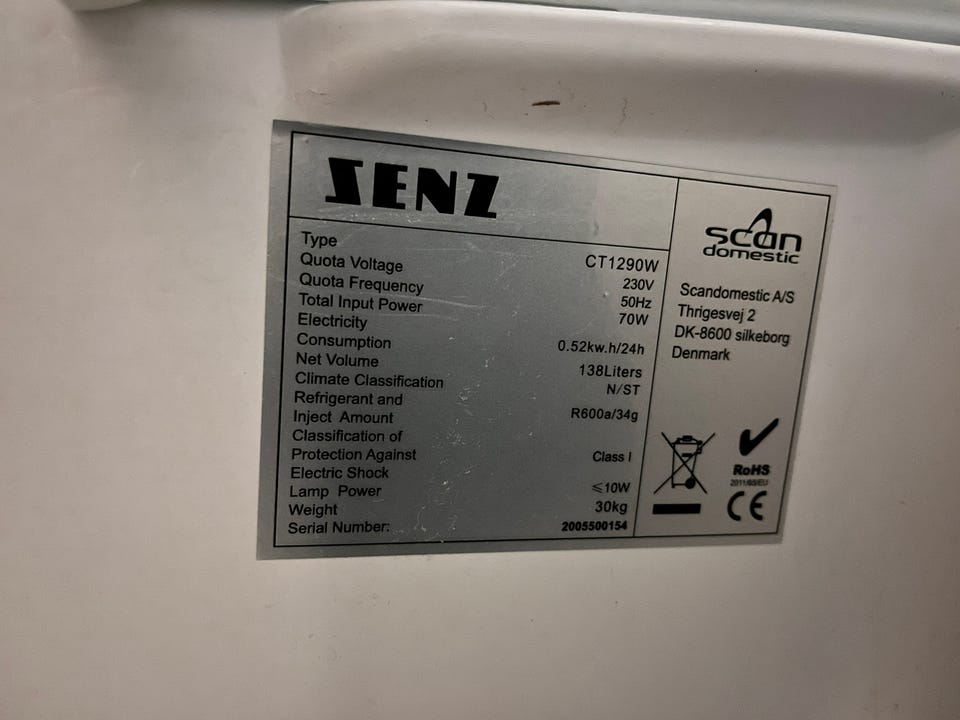 SENZ
Type CT1290W
Quota Voltage 230V
Quota Frequency 50Hz
Total Input Power 70W
Electricity
Consumption 0.52kw.h/24h
Net Volume 138Liters
Climate Classification N/ST
Refrigerant and
Inject Amount R600a/34g
Classification of
Protection Against Class I
Electric Shock
Lamp Power ≤10W
Weight 30kg
Serial Number: 2005500154
scan
domestic
Scandomestic A/S
Thrigesvej 2
DK-8600 silkeborg
Denmark
RoHS
2011/65/EU
CE